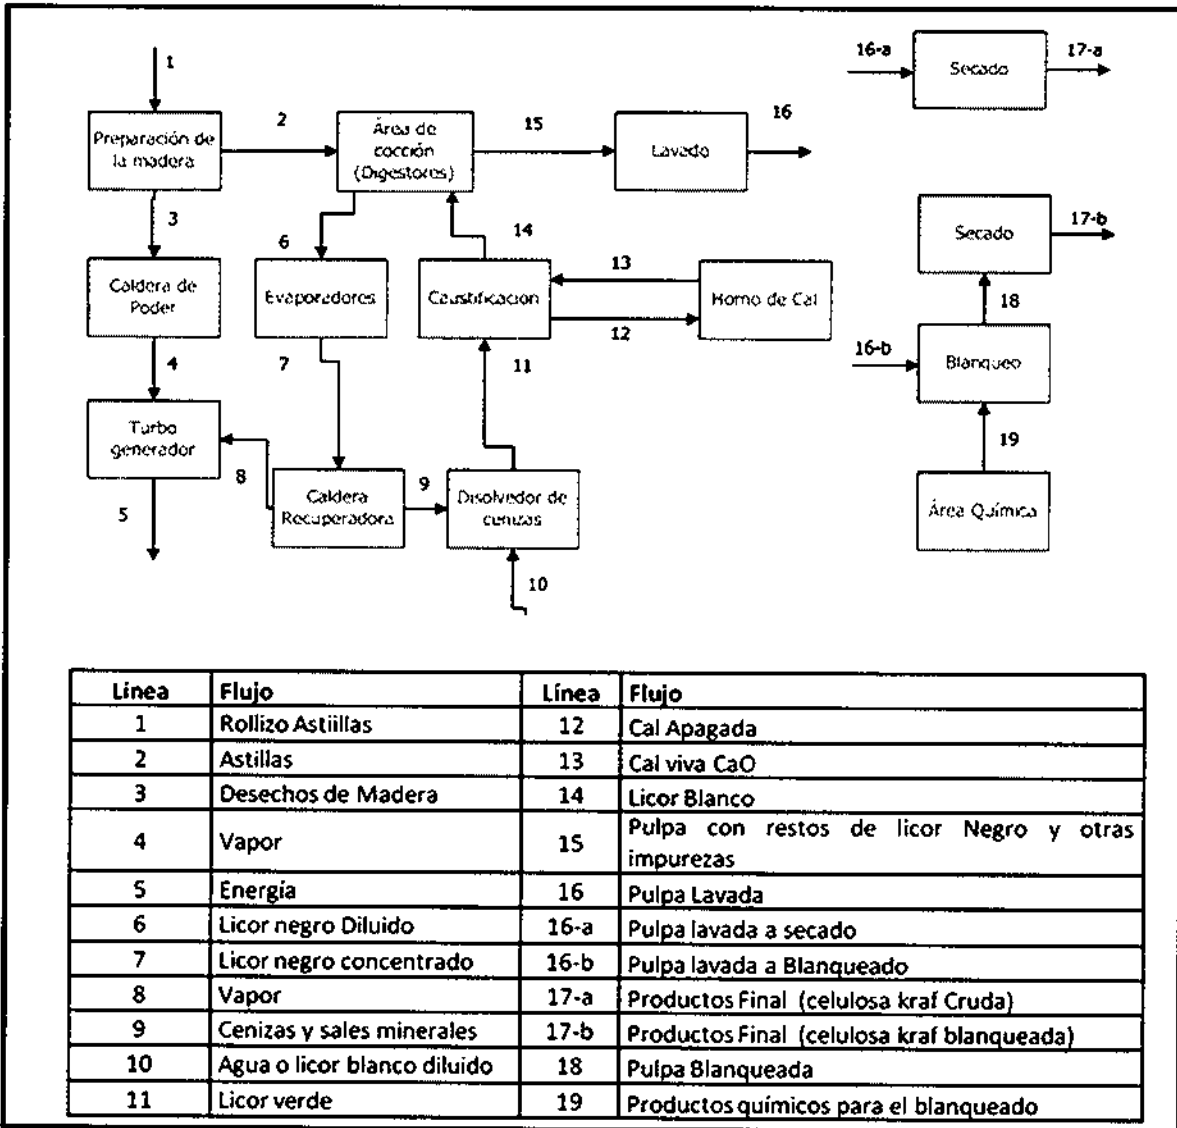 1
16-a
Secado
17-a
Preparación de
la madera
2
Área de
cocción
(Digestores)
15
Lavado
16
3
6
14
Secado
17-b
Caldera de
Poder
Evaporadores
Caustificacion
13
Horno de Cal
12
18
4
7
11
16-b
Blanqueo
Turbo
generador
8
19
5
Caldera
Recuperadora
9
Disolvedor de
cenizas
Área Química
10
Línea Flujo Línea Flujo
1 Rollizo Astiillas 12 Cal Apagada
2 Astillas 13 Cal viva CaO
3 Desechos de Madera 14 Licor Blanco
4 Vapor 15 Pulpa con restos de licor Negro y otras
impurezas
5 Energía 16 Pulpa Lavada
6 Licor negro Diluido 16-a Pulpa lavada a secado
7 Licor negro concentrado 16-b Pulpa lavada a Blanqueado
8 Vapor 17-a Productos Final (celulosa kraf Cruda)
9 Cenizas y sales minerales 17-b Productos Final (celulosa kraf blanqueada)
10 Agua o licor blanco diluido 18 Pulpa Blanqueada
11 Licor verde 19 Productos químicos para el blanqueado